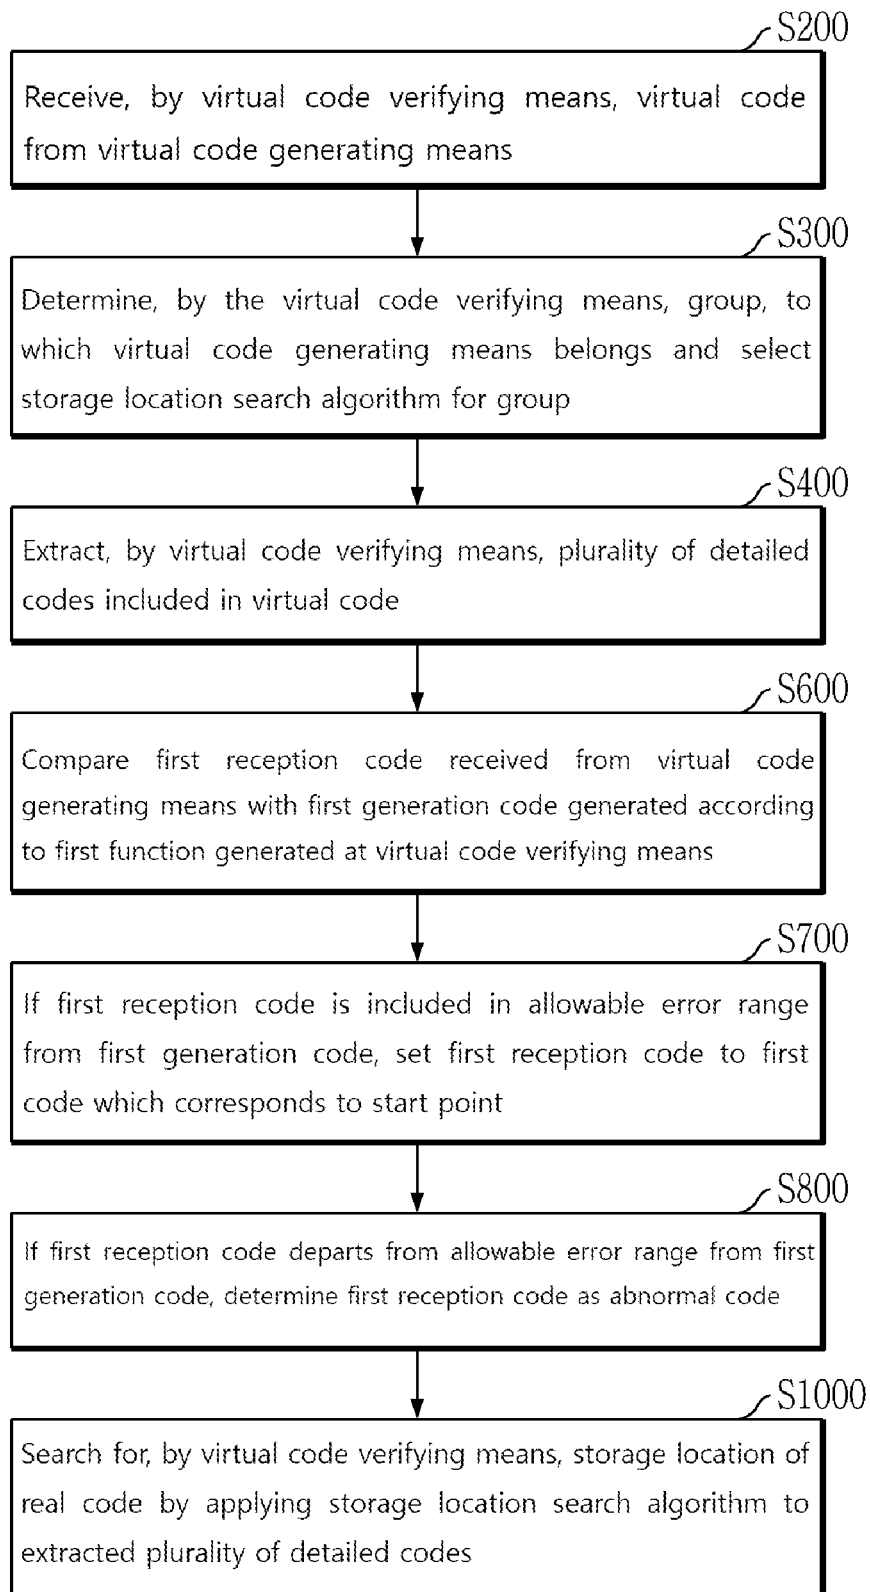 S200
Receive, by virtual code verifying means, virtual code
from virtual code generating means
S300
Determine, by the virtual code verifying means, group, to
which virtual code generating means belongs and select
storage location search algorithm for group
S400
Extract, by virtual code verifying means, plurality of detailed
codes included in virtual code
S600
Compare first reception code received from virtual code
generating means with first generation code generated according
to first function generated at virtual code verifying means
S700
If first reception code is included in allowable error range
from first generation code, set first reception code to first
code which corresponds to start point
S800
If first reception code departs from allowable error range from first
generation code, determine first reception code as abnormal code
S1000
Search for, by virtual code verifying means, storage location of
real code by applying storage location search algorithm to
extracted plurality of detailed codes